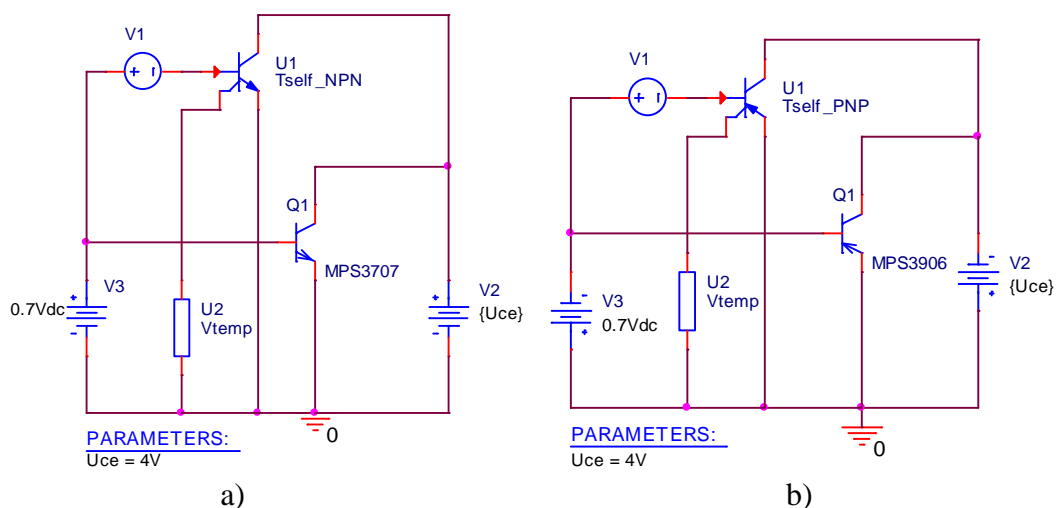 V1
U1
Tself_NPN
Q1
MPS3707
V3
0.7Vdc
U2
Vtemp
V2
{Uce}
0
PARAMETERS:
Uce = 4V
a)
V1
U1
Tself_PNP
Q1
MPS3906
V3
0.7Vdc
U2
Vtemp
V2
{Uce}
0
PARAMETERS:
Uce = 4V
b)